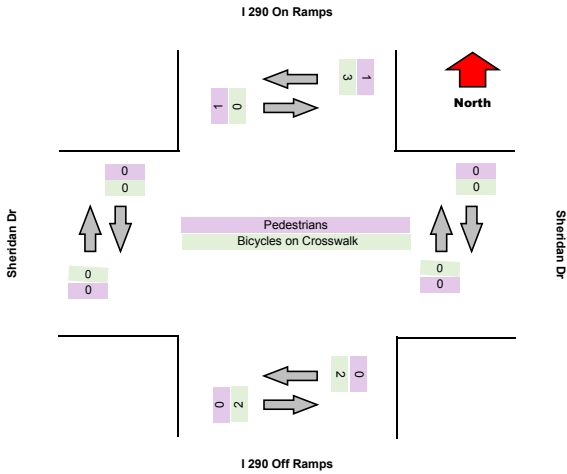 I 290 On Ramps
3 1
1 0
North
0
0
0
0
Sheridan Dr
Pedestrians
Bicycles on Crosswalk
Sheridan Dr
0
0
0
0
2 0
0 2
I 290 Off Ramps